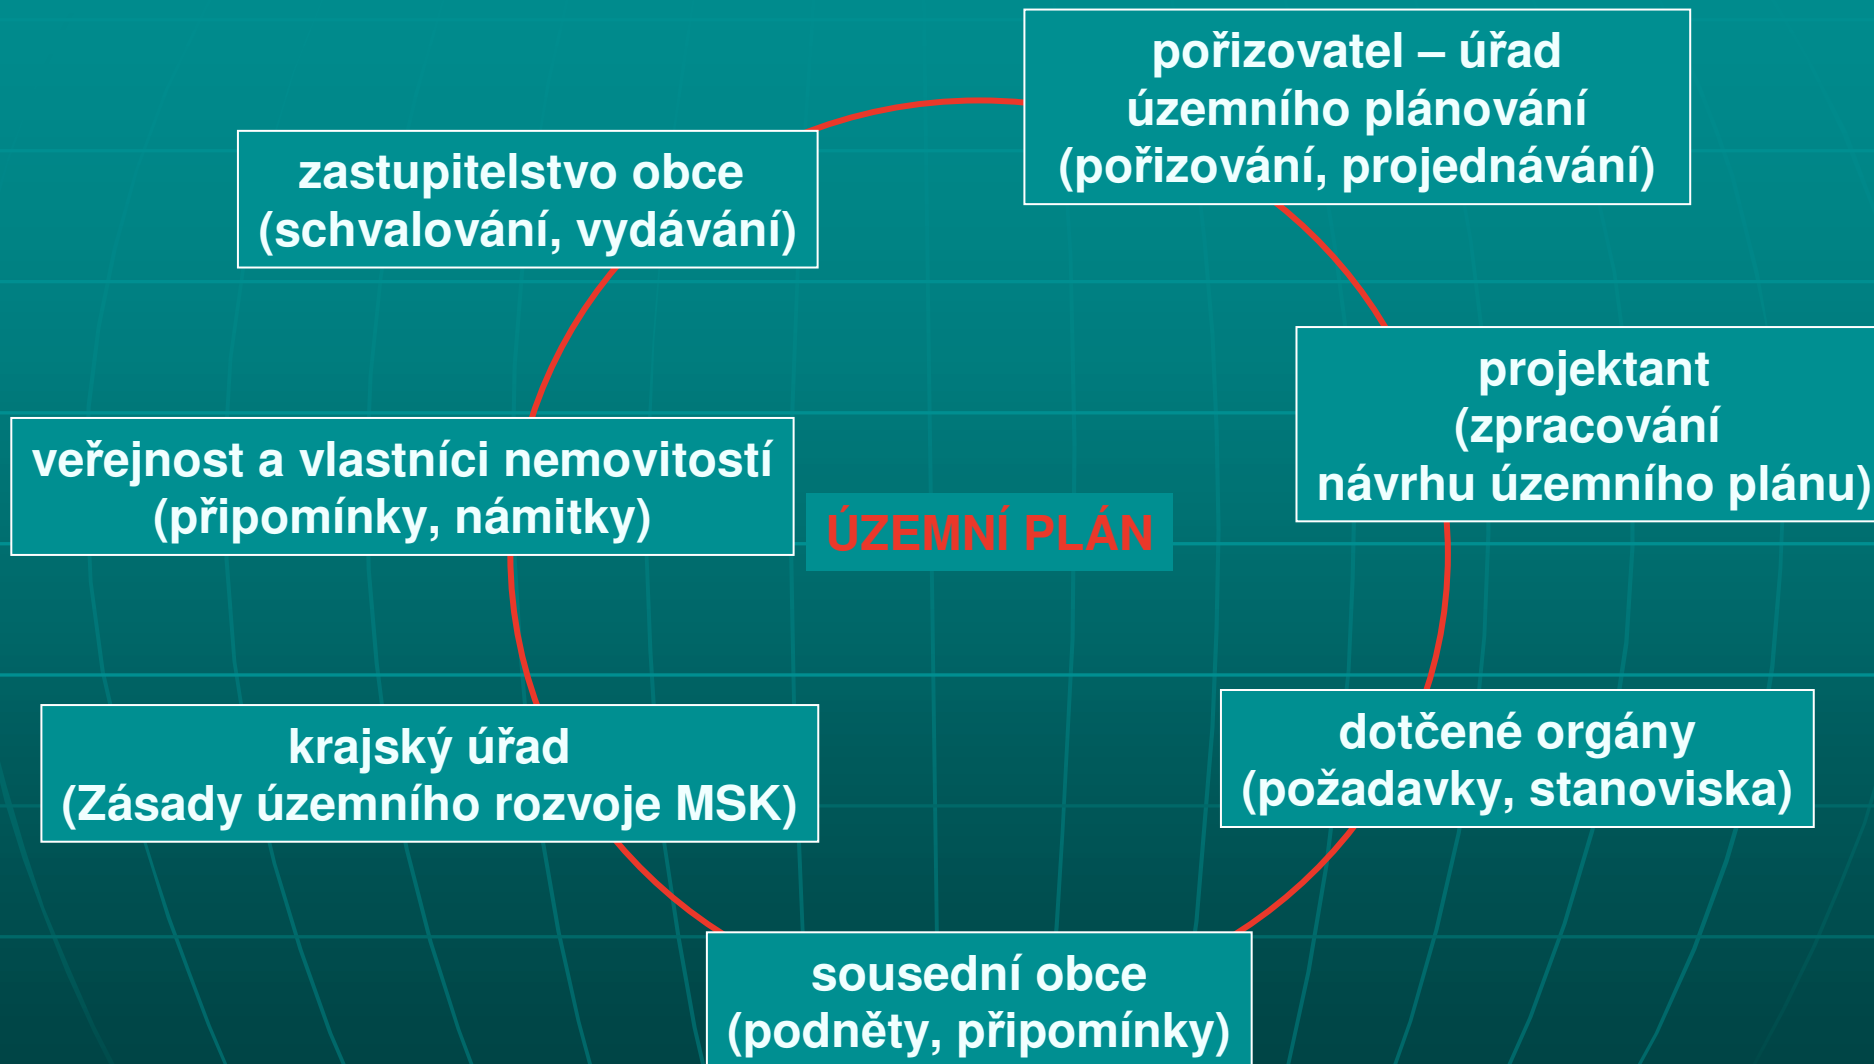 pořizovatel – úřad
územního plánování
(pořizování, projednávání)
zastupitelstvo obce
(schvalování, vydávání)
projektant
(zpracování
návrhu územního plánu)
veřejnost a vlastníci nemovitostí
(připomínky, námitky)
ÚZEMNÍ PLÁN
krajský úřad
(Zásady územního rozvoje MSK)
dotčené orgány
(požadavky, stanoviska)
sousední obce
(podněty, připomínky)